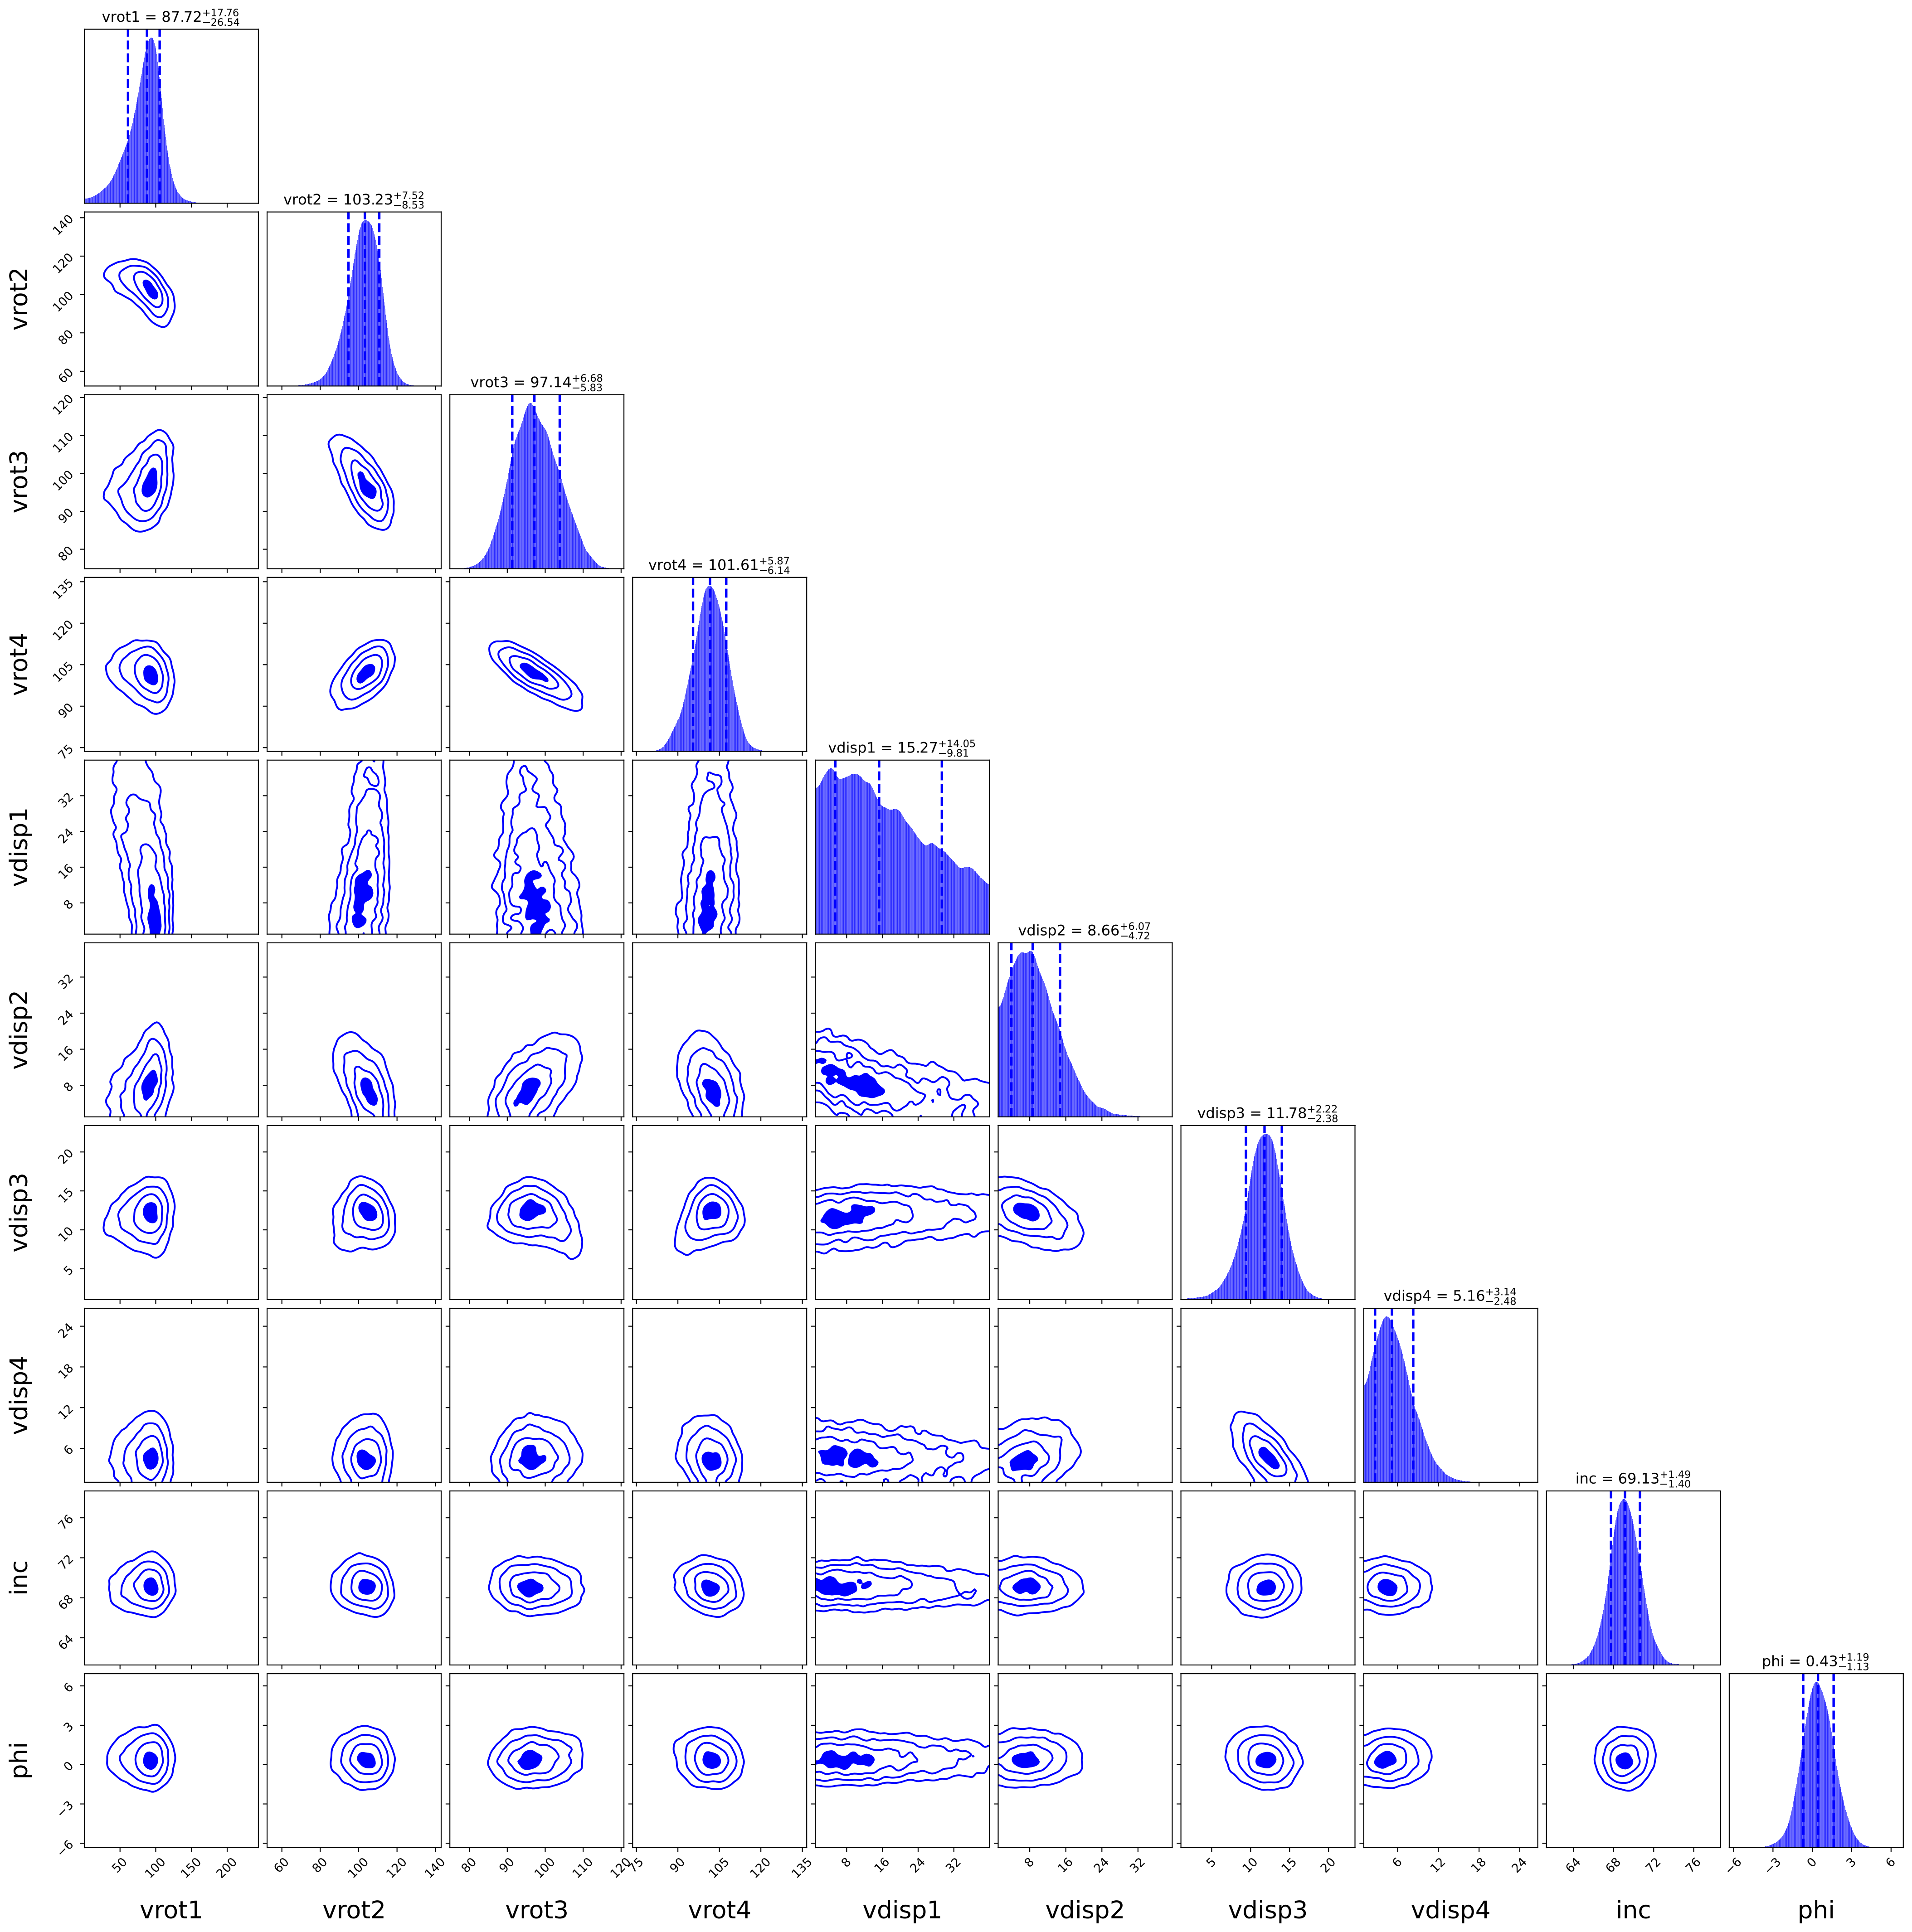 vrot1 = 87.72+17.76−26.54
vrot2 = 103.23+7.52−8.53
140
120
100
80
60
vrot2
vrot3 = 97.14+6.68−5.83
120
110
100
90
80
vrot3
vrot4 = 101.61+5.87−6.14
135
120
105
90
75
vrot4
vdisp1 = 15.27+14.05−9.81
32
24
16
8
vdisp1
vdisp2 = 8.66+6.07−4.72
32
24
16
8
vdisp2
vdisp3 = 11.78+2.22−2.38
20
15
10
5
vdisp3
vdisp4 = 5.16+3.14−2.48
24
18
12
6
vdisp4
inc = 69.13+1.49−1.40
76
72
68
64
inc
phi = 0.43+1.19−1.13
6
3
0
−3
−6
phi
50 100 150 200 60 80 100 120 140 80 90 100 110 120 75 90 105 120 135 8 16 24 32 8 16 24 32 5 10 15 20 6 12 18 24 64 68 72 76 −6 −3 0 3 6
vrot1 vrot2 vrot3 vrot4 vdisp1 vdisp2 vdisp3 vdisp4 inc phi